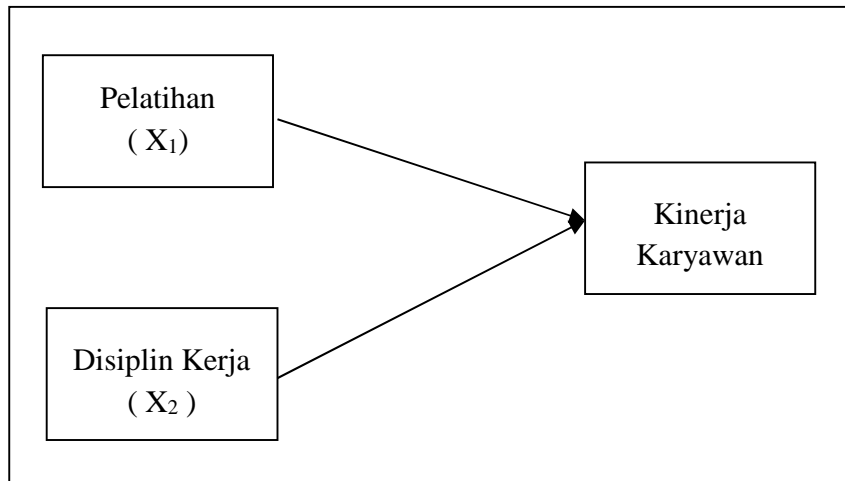 Pelatihan
( X₁)
Kinerja
Karyawan
Disiplin Kerja
( X₂ )